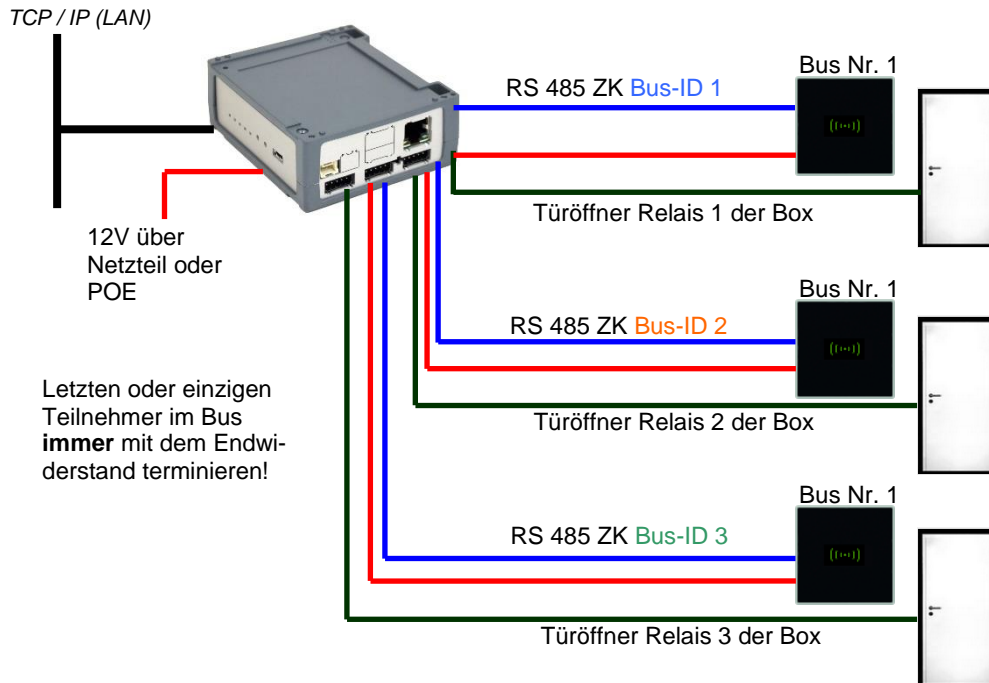 TCP / IP (LAN)
Bus Nr. 1
RS 485 ZK Bus-ID 1
Türöffner Relais 1 der Box
12V über
Netzteil oder
POE
Bus Nr. 1
RS 485 ZK Bus-ID 2
Türöffner Relais 2 der Box
Letzten oder einzigen
Teilnehmer im Bus
immer mit dem Endwi-
derstand terminieren!
Bus Nr. 1
RS 485 ZK Bus-ID 3
Türöffner Relais 3 der Box